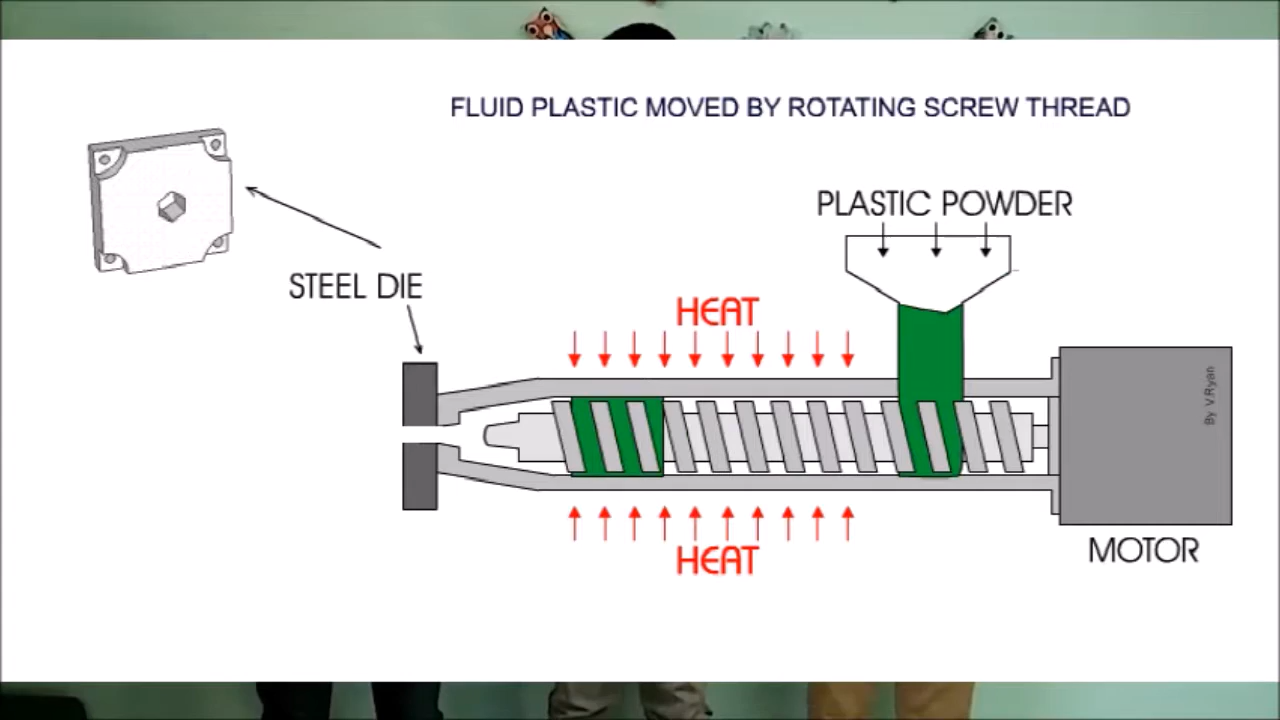 FLUID PLASTIC MOVED BY ROTATING SCREW THREAD
PLASTIC POWDER
STEEL DIE
HEAT
By V.Ryan
HEAT
MOTOR